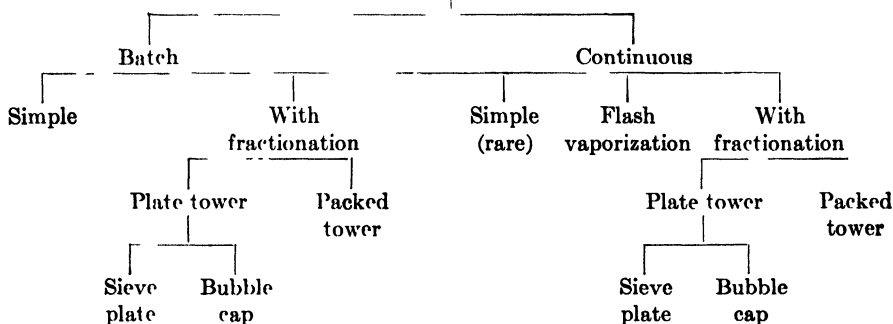 Batch Continuous
Simple With Simple Flash With
fractionation (rare) vaporization fractionation
Plate tower Packed Plate tower Packed
tower tower
Sieve Bubble Sieve Bubble
plate cap plate cap